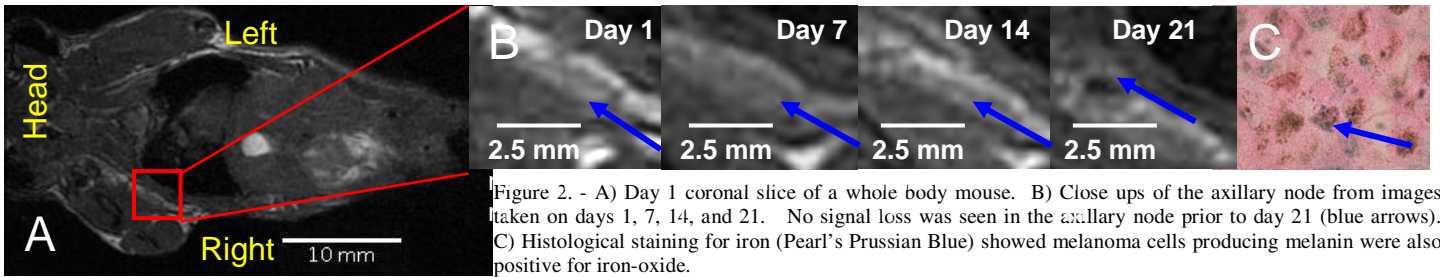 Left
Head
Right
A
10 mm
B
Day 1
2.5 mm
Day 7
2.5 mm
Day 14
2.5 mm
Day 21
2.5 mm
C
Figure 2. - A) Day 1 coronal slice of a whole body mouse. B) Close ups of the axillary node from images
taken on days 1, 7, 14, and 21. No signal loss was seen in the axillary node prior to day 21 (blue arrows).
C) Histological staining for iron (Pearl's Prussian Blue) showed melanoma cells producing melanin were also
positive for iron-oxide.